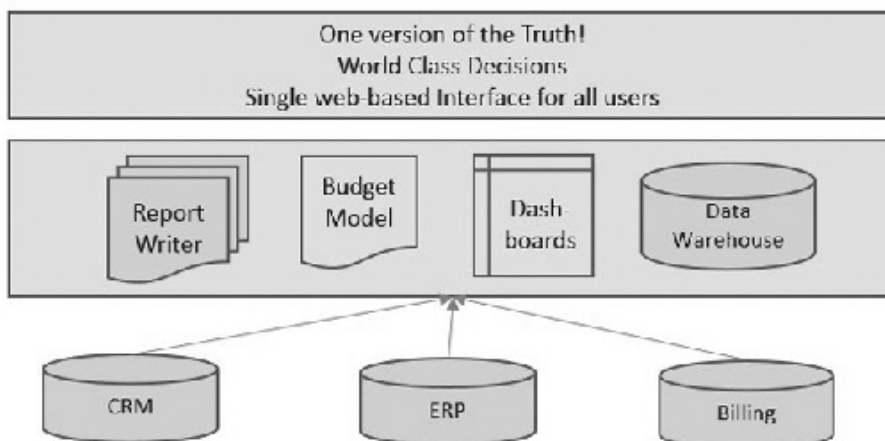 One version of the Truth!
World Class Decisions
Single web-based Interface for all users
Report
Writer
Budget
Model
Dash-
boards
Data
Warehouse
CRM
ERP
Billing